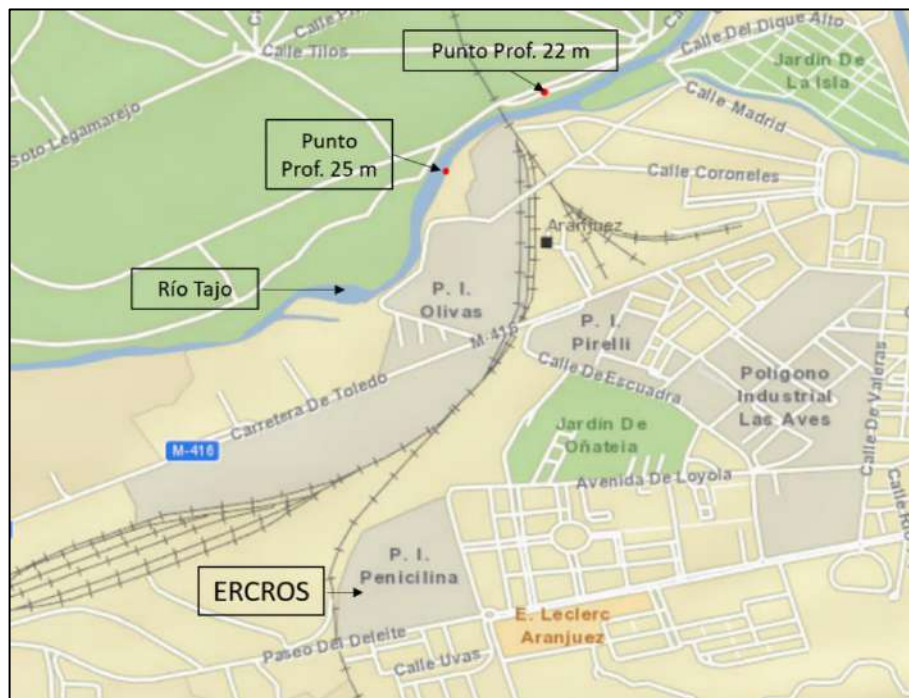 Calle Tilos
Punto Prof. 22 m
Calle Del Dique Alto
Jardín De
La Isla
Soto Legamarejo
Calle Madrid
Punto
Prof. 25 m
Calle Coroneles
Aranjuez
Río Tajo
P. I.
Olivas
M-416
P. I.
Pirelli
Calle De Escuadra
Polígono
Industrial
Las Aves
Calle De Valeras
Carretera De Toledo
M-416
Jardín De
Oñateia
Avenida De Loyola
P. I.
Penicilina
ERCROS
E. Leclerc
Aranjuez
Paseo Del Deleite
Calle Uvas